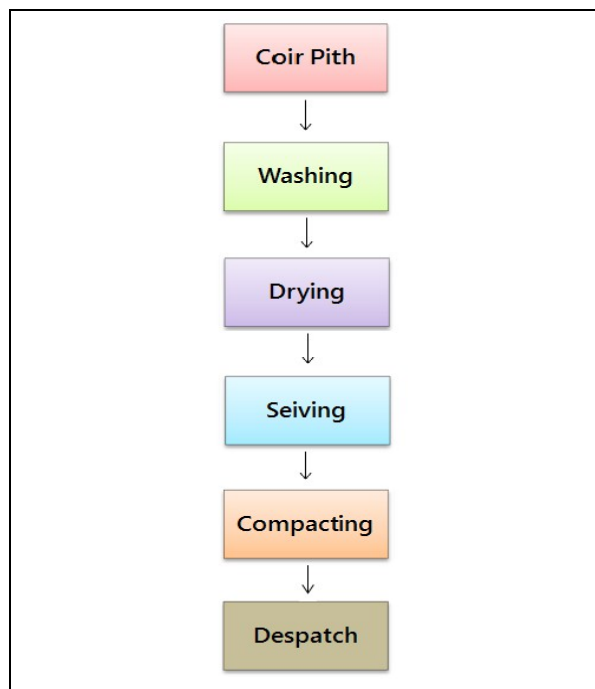 Coir Pith
Washing
Drying
Seiving
Compacting
Despatch